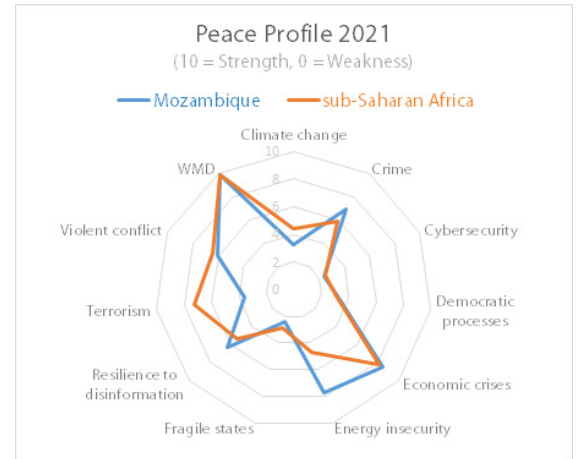 Peace Profile 2021
(10 = Strength, 0 = Weakness)
Mozambique
sub-Saharan Africa
Climate change
10
8
6
4
2
0
Crime
Cybersecurity
Democratic
processes
Economic crises
Energy insecurity
Fragile states
Resilience to
disinformation
Terrorism
Violent conflict
WMD